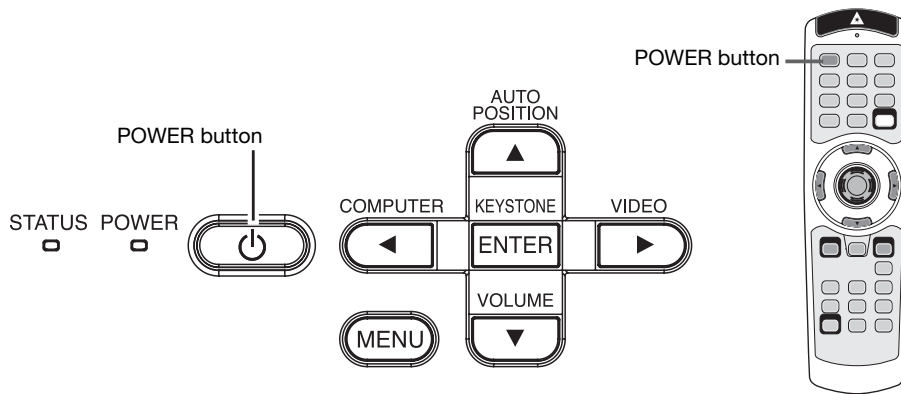 POWER button
AUTO
POSITION
POWER button
COMPUTER
KEYSTONE
VIDEO
STATUS
POWER
ENTER
VOLUME
MENU